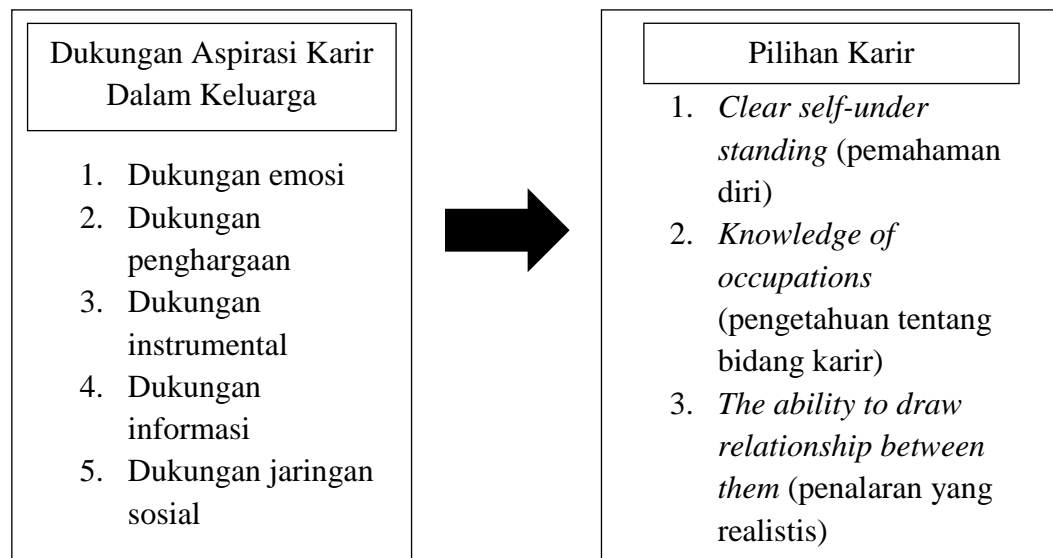 Dukungan Aspirasi Karir
Dalam Keluarga
1. Dukungan emosi
2. Dukungan
penghargaan
3. Dukungan
instrumental
4. Dukungan
informasi
5. Dukungan jaringan
sosial
Pilihan Karir
1. Clear self-under
standing (pemahaman
diri)
2. Knowledge of
occupations
(pengetahuan tentang
bidang karir)
3. The ability to draw
relationship between
them (penalaran yang
realistis)